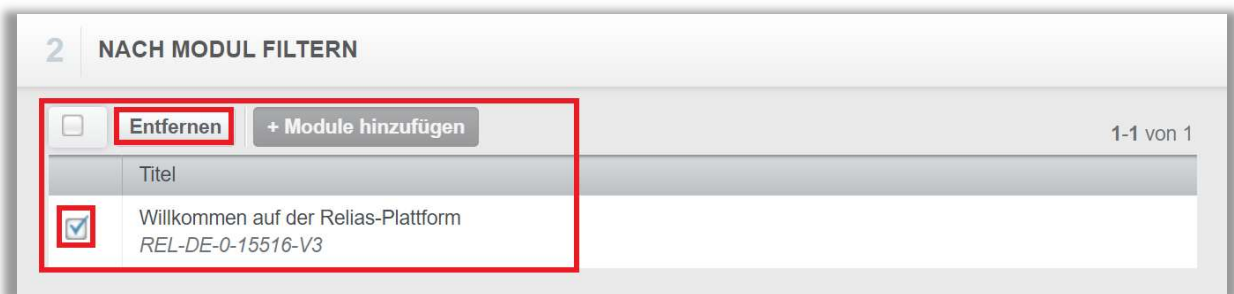 2 NACH MODUL FILTERN
Entfernen + Module hinzufügen 1-1 von 1
Titel
Willkommen auf der Relias-Plattform
REL-DE-0-15516-V3